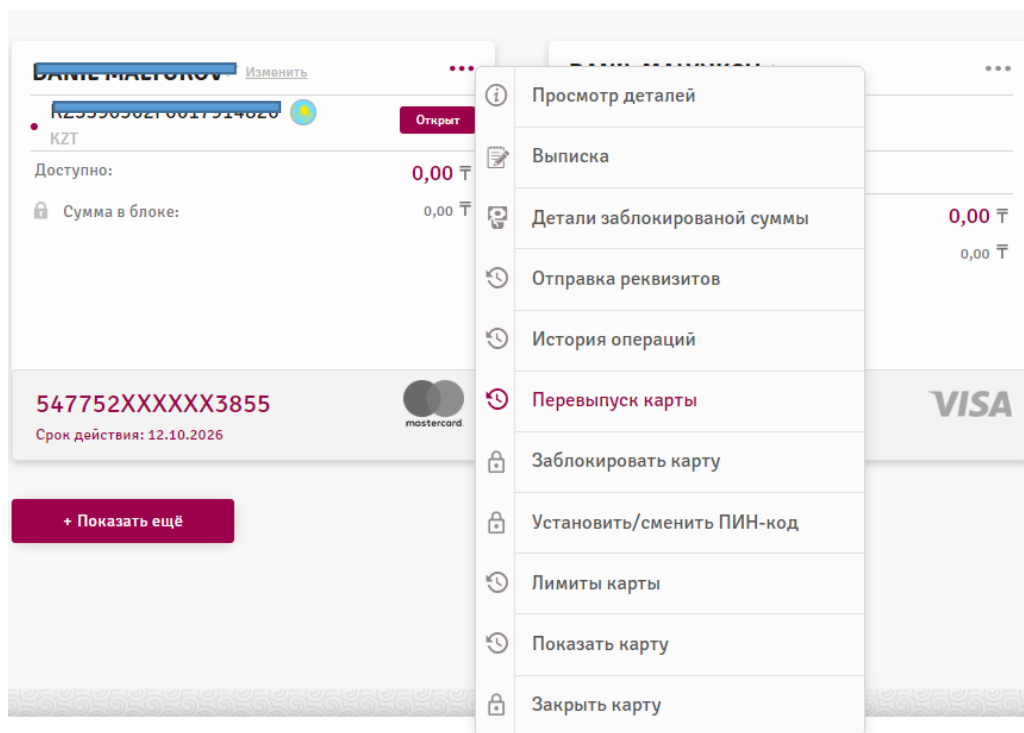 Изменить
Открыт
KZT
Доступно:
0,00 ₸
Сумма в блоке:
0,00 ₸
547752XXXXXX3855
Срок действия: 12.10.2026
mastercard.
+ Показать ещё
Просмотр деталей
Выписка
Детали заблокированой суммы
Отправка реквизитов
История операций
Перевыпуск карты
Заблокировать карту
Установить/сменить ПИН-код
Лимиты карты
Показать карту
Закрыть карту
0,00 ₸
0,00 ₸
VISA